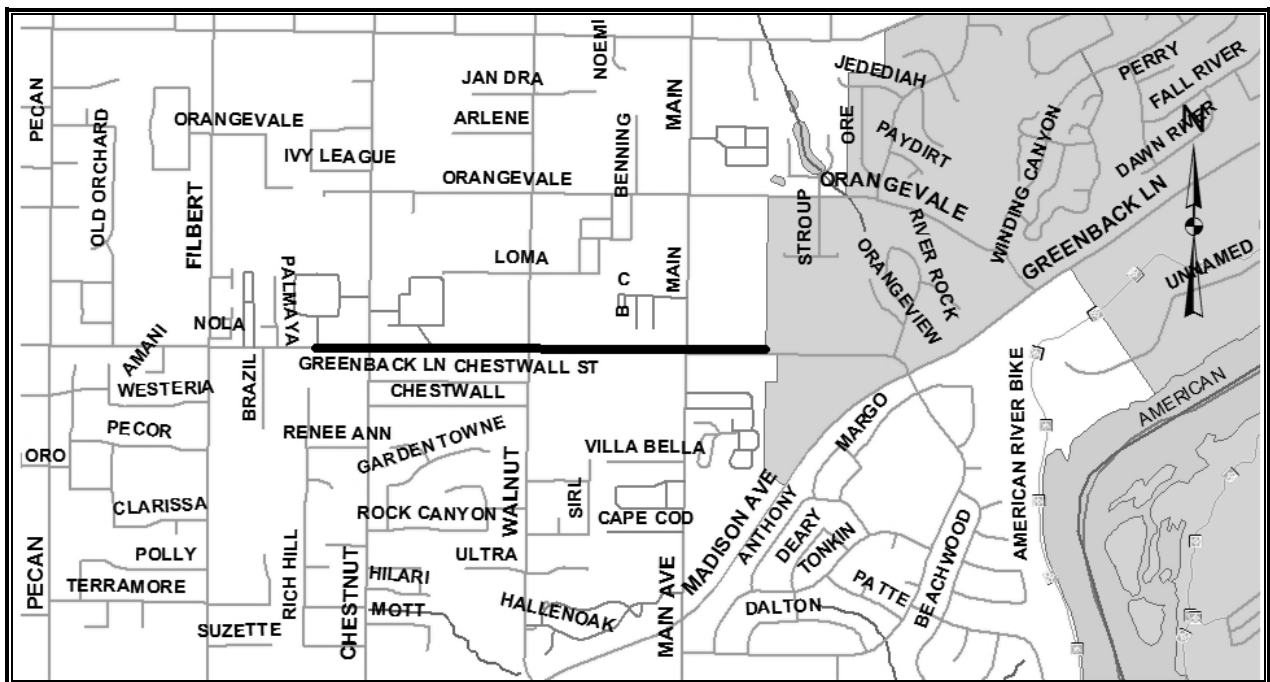 NOEMI
JEDEDIAH
PERRY
JAN DRA
FALL RIVER
PECAN
MAIN
ORE
ORANGEVALE
ARLENE
N
OLD ORCHARD
IVY LEAGUE
BENNING
PAYDIRT
WINDING CANYON
DAWN RIVER
ORANGEVALE
ORANGEVALE
FILBERT
STROUP
RIVER ROCK
GREENBACK LN
LOMA
MAIN
ORANGEVIEW
UNNAMED
PALMAYA
C
B
NOLA
AMANI
GREENBACK LN CHESTWALL ST
WESTERIA
BRAZIL
CHESTWALL
AMERICAN RIVER BIKE
AMERICAN
MARGO
PECOR
RENEE ANN
GARDENTOWNE
VILLA BELLA
ORO
WALNUT
MADISON AVE
CLARISSA
ROCK CANYON
SIRL
CAPE COD
ANTHONY
DEARY
TONKIN
POLLY
ULTRA
BEACHWOOD
PECAN
TERRAMORE
RICH HILL
CHESTNUT
HILARI
PATTE
MOTT
HALLENOAK
MAIN AVE
DALTON
SUZETTE